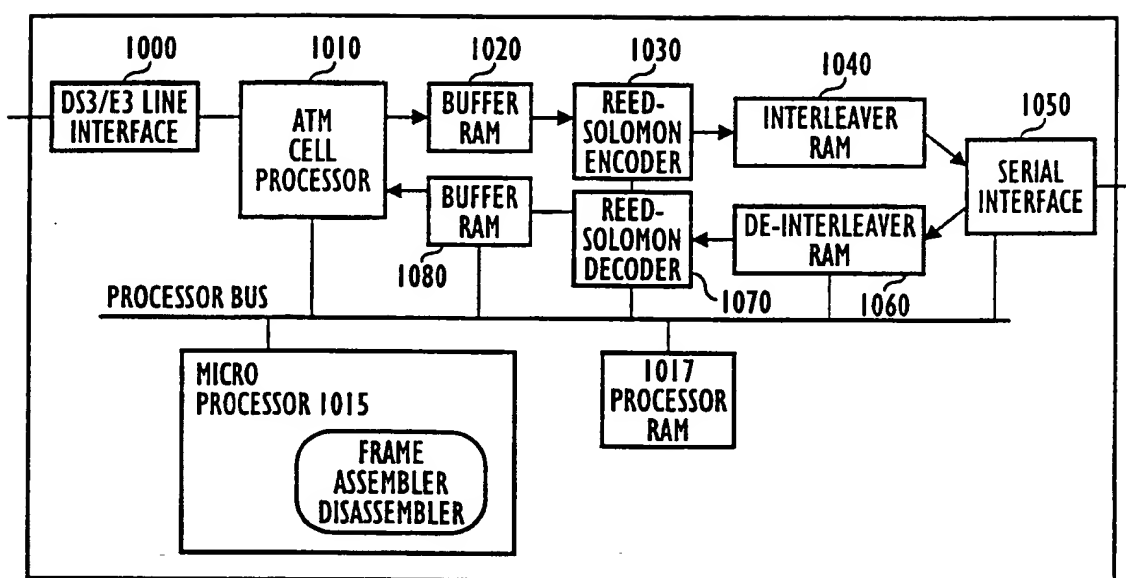 1000
DS3/E3 LINE
INTERFACE
1010
ATM
CELL
PROCESSOR
1020
BUFFER
RAM
1030
REED-
SOLOMON
ENCODER
1040
INTERLEAVER
RAM
1050
SERIAL
INTERFACE
BUFFER
RAM
1080
REED-
SOLOMON
DECODER
1070
DE-INTERLEAVER
RAM
1060
PROCESSOR BUS
MICRO
PROCESSOR 1015
FRAME
ASSEMBLER
DISASSEMBLER
1017
PROCESSOR
RAM